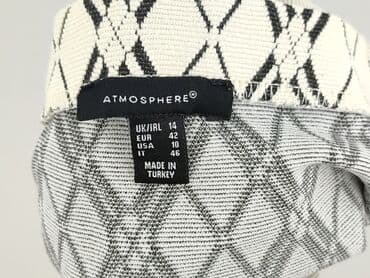 ATMOSPHERE®
UK/IRL 14
EUR 42
USA 10
IT 46
MADE IN
TURKEY